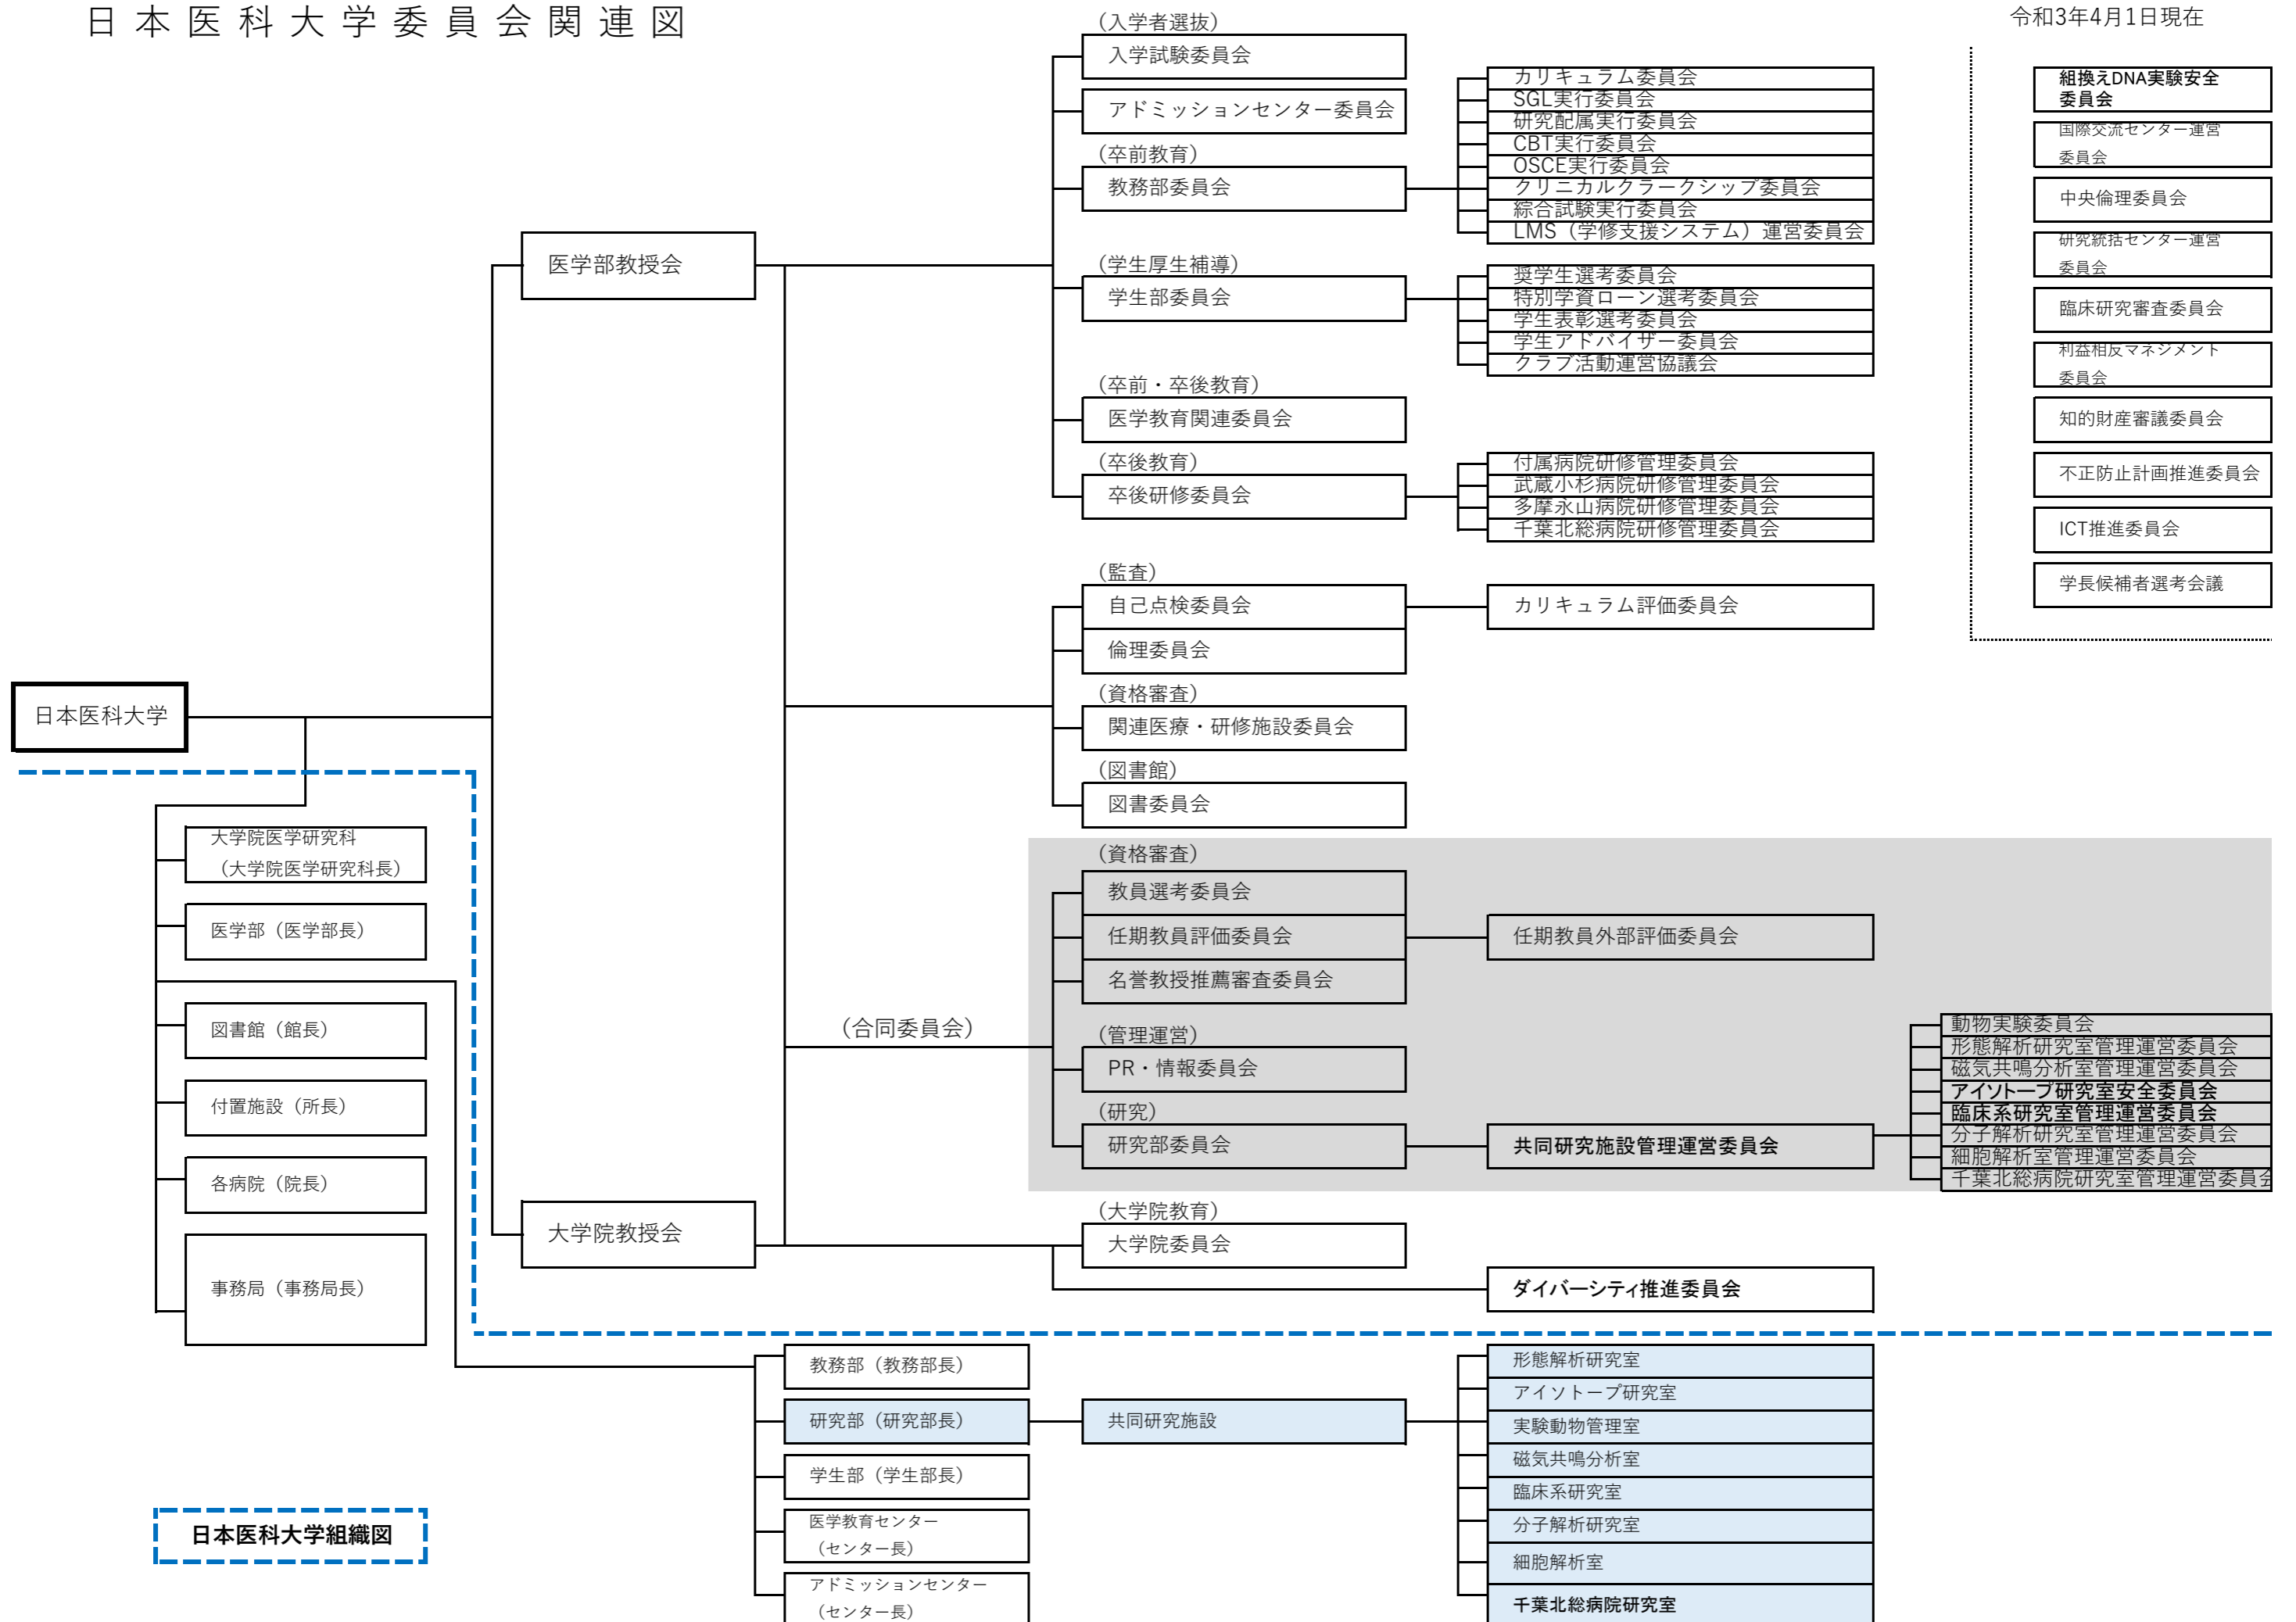 日本医科大学委員会関連図
令和3年4月1日現在
(入学者選抜)
入学試験委員会
アドミッションセンター委員会
(卒前教育)
教務部委員会
カリキュラム委員会
SGL実行委員会
研究配属実行委員会
CBT実行委員会
OSCE実行委員会
クリニカルクラークシップ委員会
綜合試験実行委員会
LMS（学修支援システム）運営委員会
医学部教授会
(学生厚生補導)
学生部委員会
奨学生選考委員会
特別学資ローン選考委員会
学生表彰選考委員会
学生アドバイザー委員会
クラブ活動運営協議会
(卒前・卒後教育)
医学教育関連委員会
(卒後教育)
卒後研修委員会
付属病院研修管理委員会
武蔵小杉病院研修管理委員会
多摩永山病院研修管理委員会
千葉北総病院研修管理委員会
組換えDNA実験安全
委員会
国際交流センター運営
委員会
中央倫理委員会
研究統括センター運営
委員会
臨床研究審査委員会
利益相反マネジメント
委員会
知的財産審議委員会
不正防止計画推進委員会
ICT推進委員会
学長候補者選考会議
(監査)
自己点検委員会
カリキュラム評価委員会
倫理委員会
(資格審査)
関連医療・研修施設委員会
(図書館)
図書委員会
日本医科大学
大学院医学研究科
（大学院医学研究科長）
医学部（医学部長）
図書館（館長）
付置施設（所長）
各病院（院長）
事務局（事務局長）
(資格審査)
教員選考委員会
任期教員評価委員会
任期教員外部評価委員会
名誉教授推薦審査委員会
(合同委員会)
(管理運営)
PR・情報委員会
(研究)
研究部委員会
共同研究施設管理運営委員会
動物実験委員会
形態解析研究室管理運営委員会
磁気共鳴分析室管理運営委員会
アイソトープ研究室安全委員会
臨床系研究室管理運営委員会
分子解析研究室管理運営委員会
細胞解析室管理運営委員会
千葉北総病院研究室管理運営委員会
大学院教授会
(大学院教育)
大学院委員会
ダイバーシティ推進委員会
教務部（教務部長）
研究部（研究部長）
共同研究施設
学生部（学生部長）
医学教育センター
（センター長）
アドミッションセンター
（センター長）
形態解析研究室
アイソトープ研究室
実験動物管理室
磁気共鳴分析室
臨床系研究室
分子解析研究室
細胞解析室
千葉北総病院研究室
日本医科大学組織図